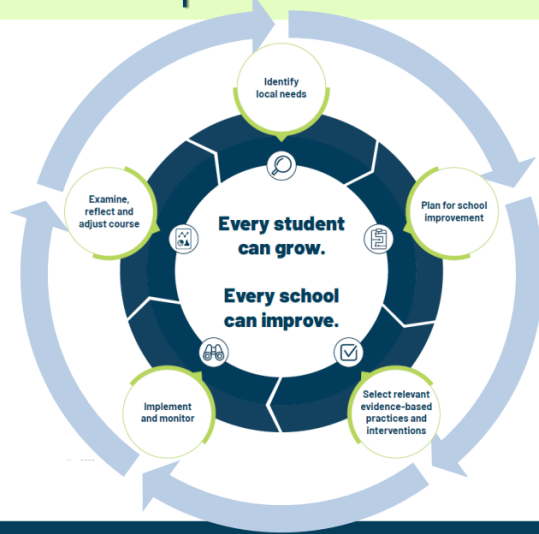 Identify
local needs
Plan for school
improvement
Select relevant
evidence-based
practices and
interventions
Implement
and monitor
Examine,
reflect and
adjust course
Every student
can grow.
Every school
can improve.